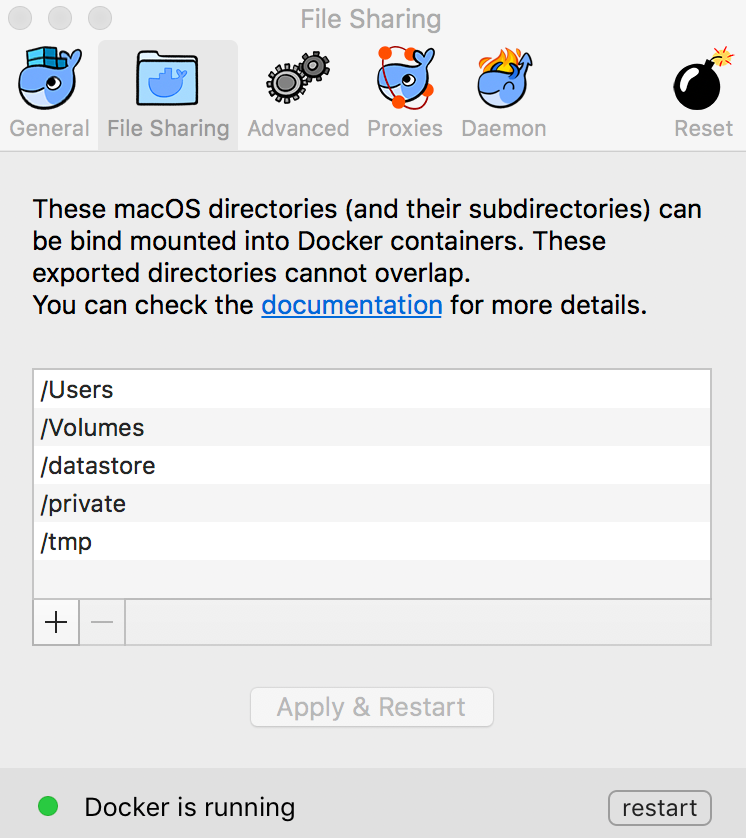 File Sharing
General
File Sharing
Advanced
Proxies
Daemon
Reset
These macOS directories (and their subdirectories) can
be bind mounted into Docker containers. These
exported directories cannot overlap.
You can check the documentation for more details.
/Users
/Volumes
/datastore
/private
/tmp
Apply & Restart
Docker is running
restart